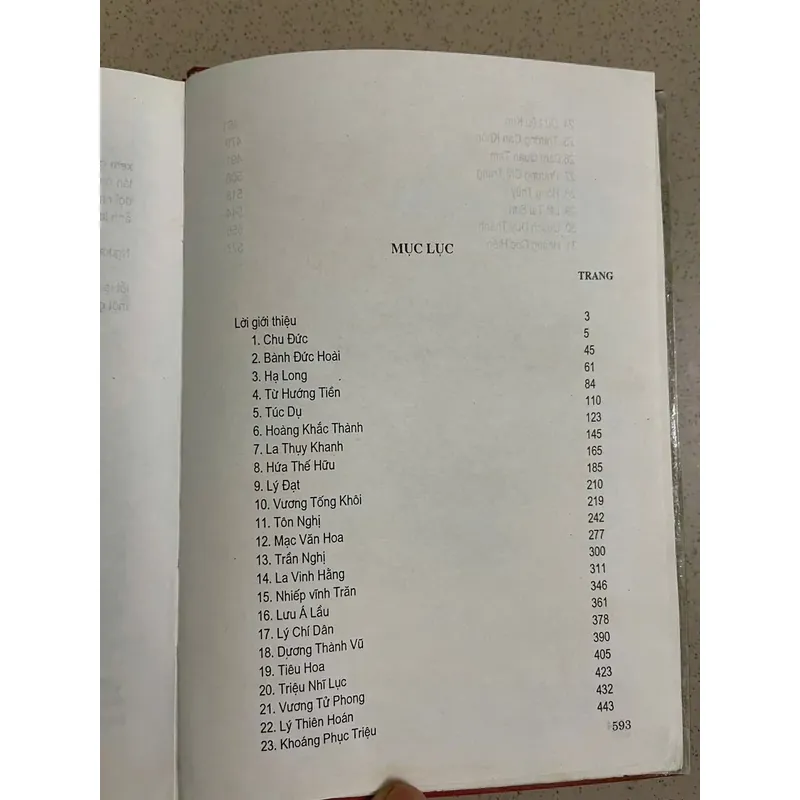 MỤC LỤC
TRANG
Lời giới thiệu 3
1. Chu Đức 5
2. Bành Đức Hoài 45
3. Hạ Long 61
4. Từ Hướng Tiền 84
5. Túc Dụ 110
6. Hoàng Khắc Thành 123
7. La Thụy Khanh 145
8. Hứa Thế Hữu 165
9. Lý Đạt 185
10. Vương Tống Khôi 210
11. Tôn Nghị 219
12. Mạc Văn Hoa 242
13. Trần Nghị 277
14. La Vinh Hằng 300
15. Nhiếp vĩnh Trăn 311
16. Lưu Á Lầu 346
17. Lý Chí Dân 361
18. Dương Thành Vũ 378
19. Tiêu Hoa 390
20. Triệu Nhĩ Lục 405
21. Vương Tử Phong 423
22. Lý Thiên Hoán 432
23. Khoáng Phục Triệu 443
593